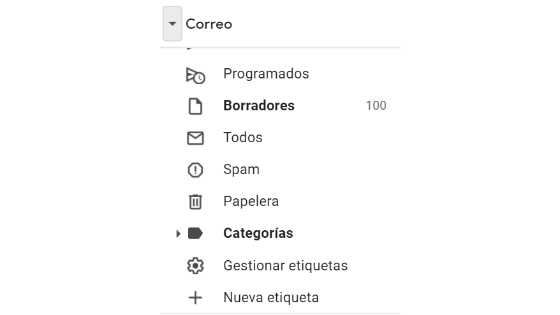 Correo
Programados
Borradores 100
Todos
Spam
Papelera
Categorías
Gestionar etiquetas
Nueva etiqueta